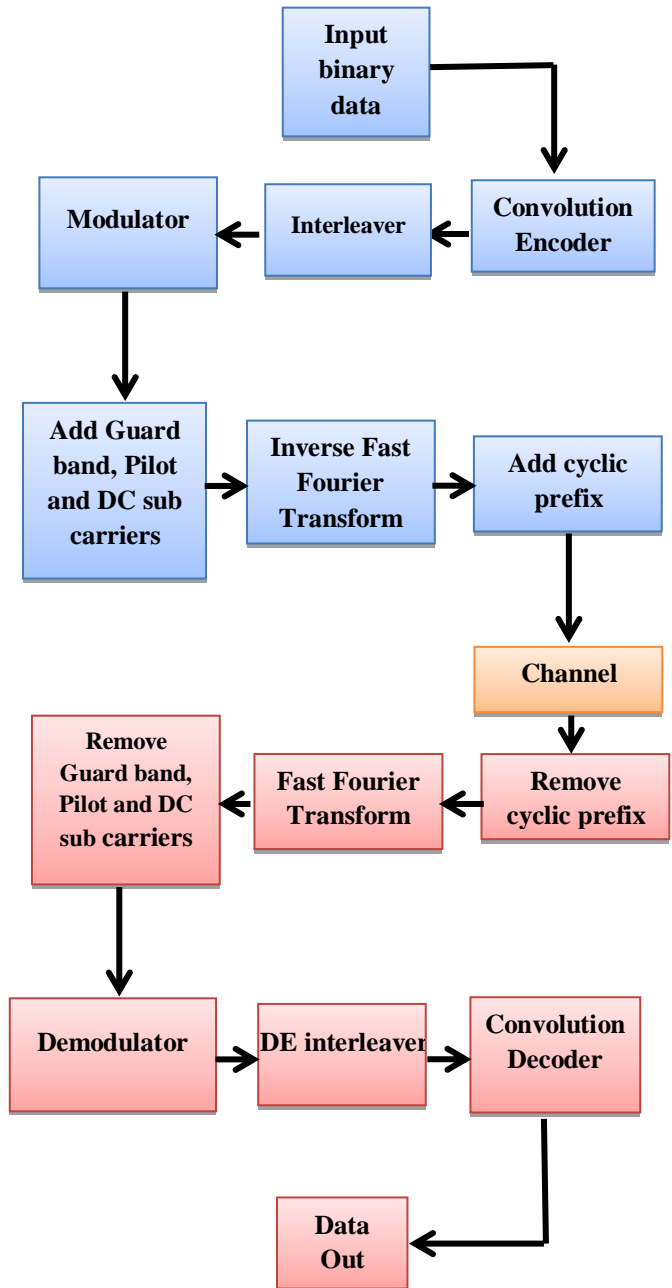 Input
binary
data
Convolution
Encoder
Interleaver
Modulator
Add Guard
band, Pilot
and DC sub
carriers
Inverse Fast
Fourier
Transform
Add cyclic
prefix
Channel
Remove
cyclic prefix
Fast Fourier
Transform
Remove
Guard band,
Pilot and DC
sub carriers
Demodulator
DE interleaver
Convolution
Decoder
Data
Out